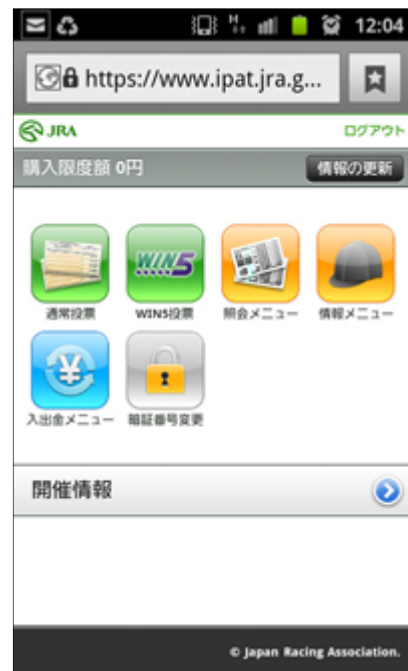 12:04
https://www.ipat.jra.g...
JRA
ログアウト
購入限度額 0円
情報の更新
WIN5
通常投票
WIN5投票
照会メニュー
情報メニュー
¥
入出金メニュー
暗証番号変更
開催情報
© Japan Racing Association.